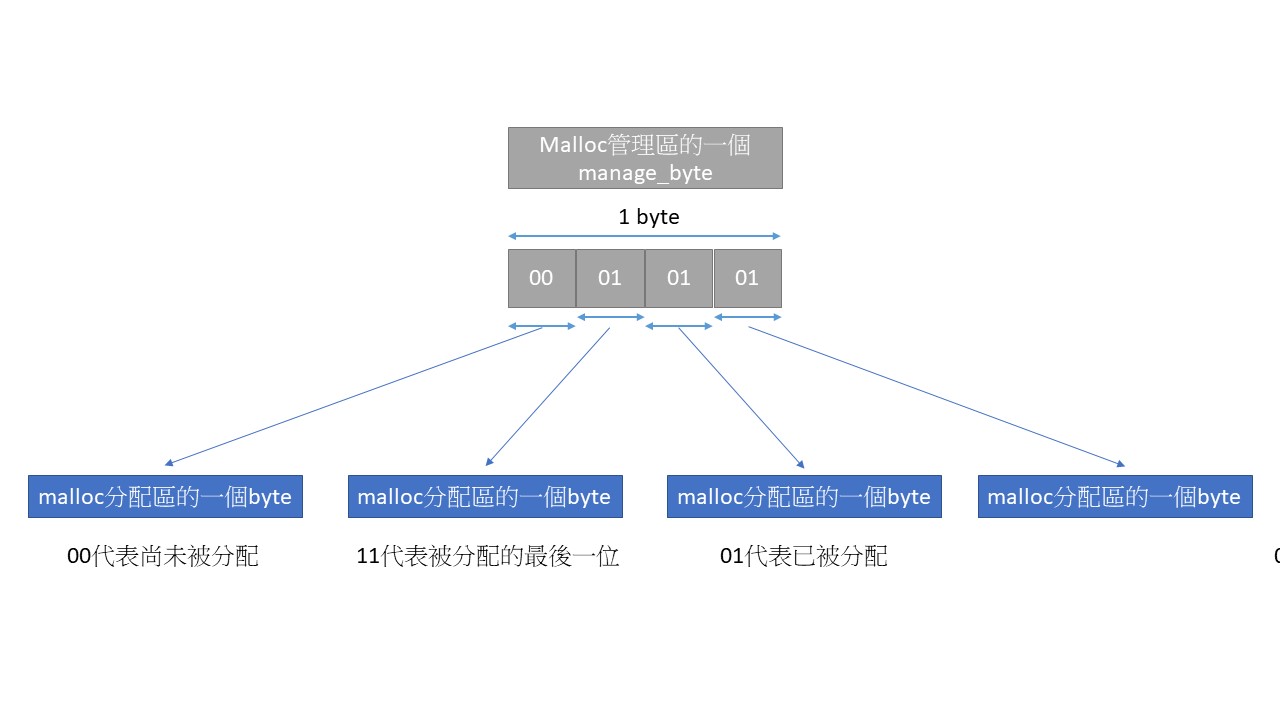 Malloc管理區的一個
manage_byte
1 byte
00 01 01 01
malloc分配區的一個byte malloc分配區的一個byte malloc分配區的一個byte malloc分配區的一個byte
00代表尚未被分配 11代表被分配的最後一位 01代表已被分配